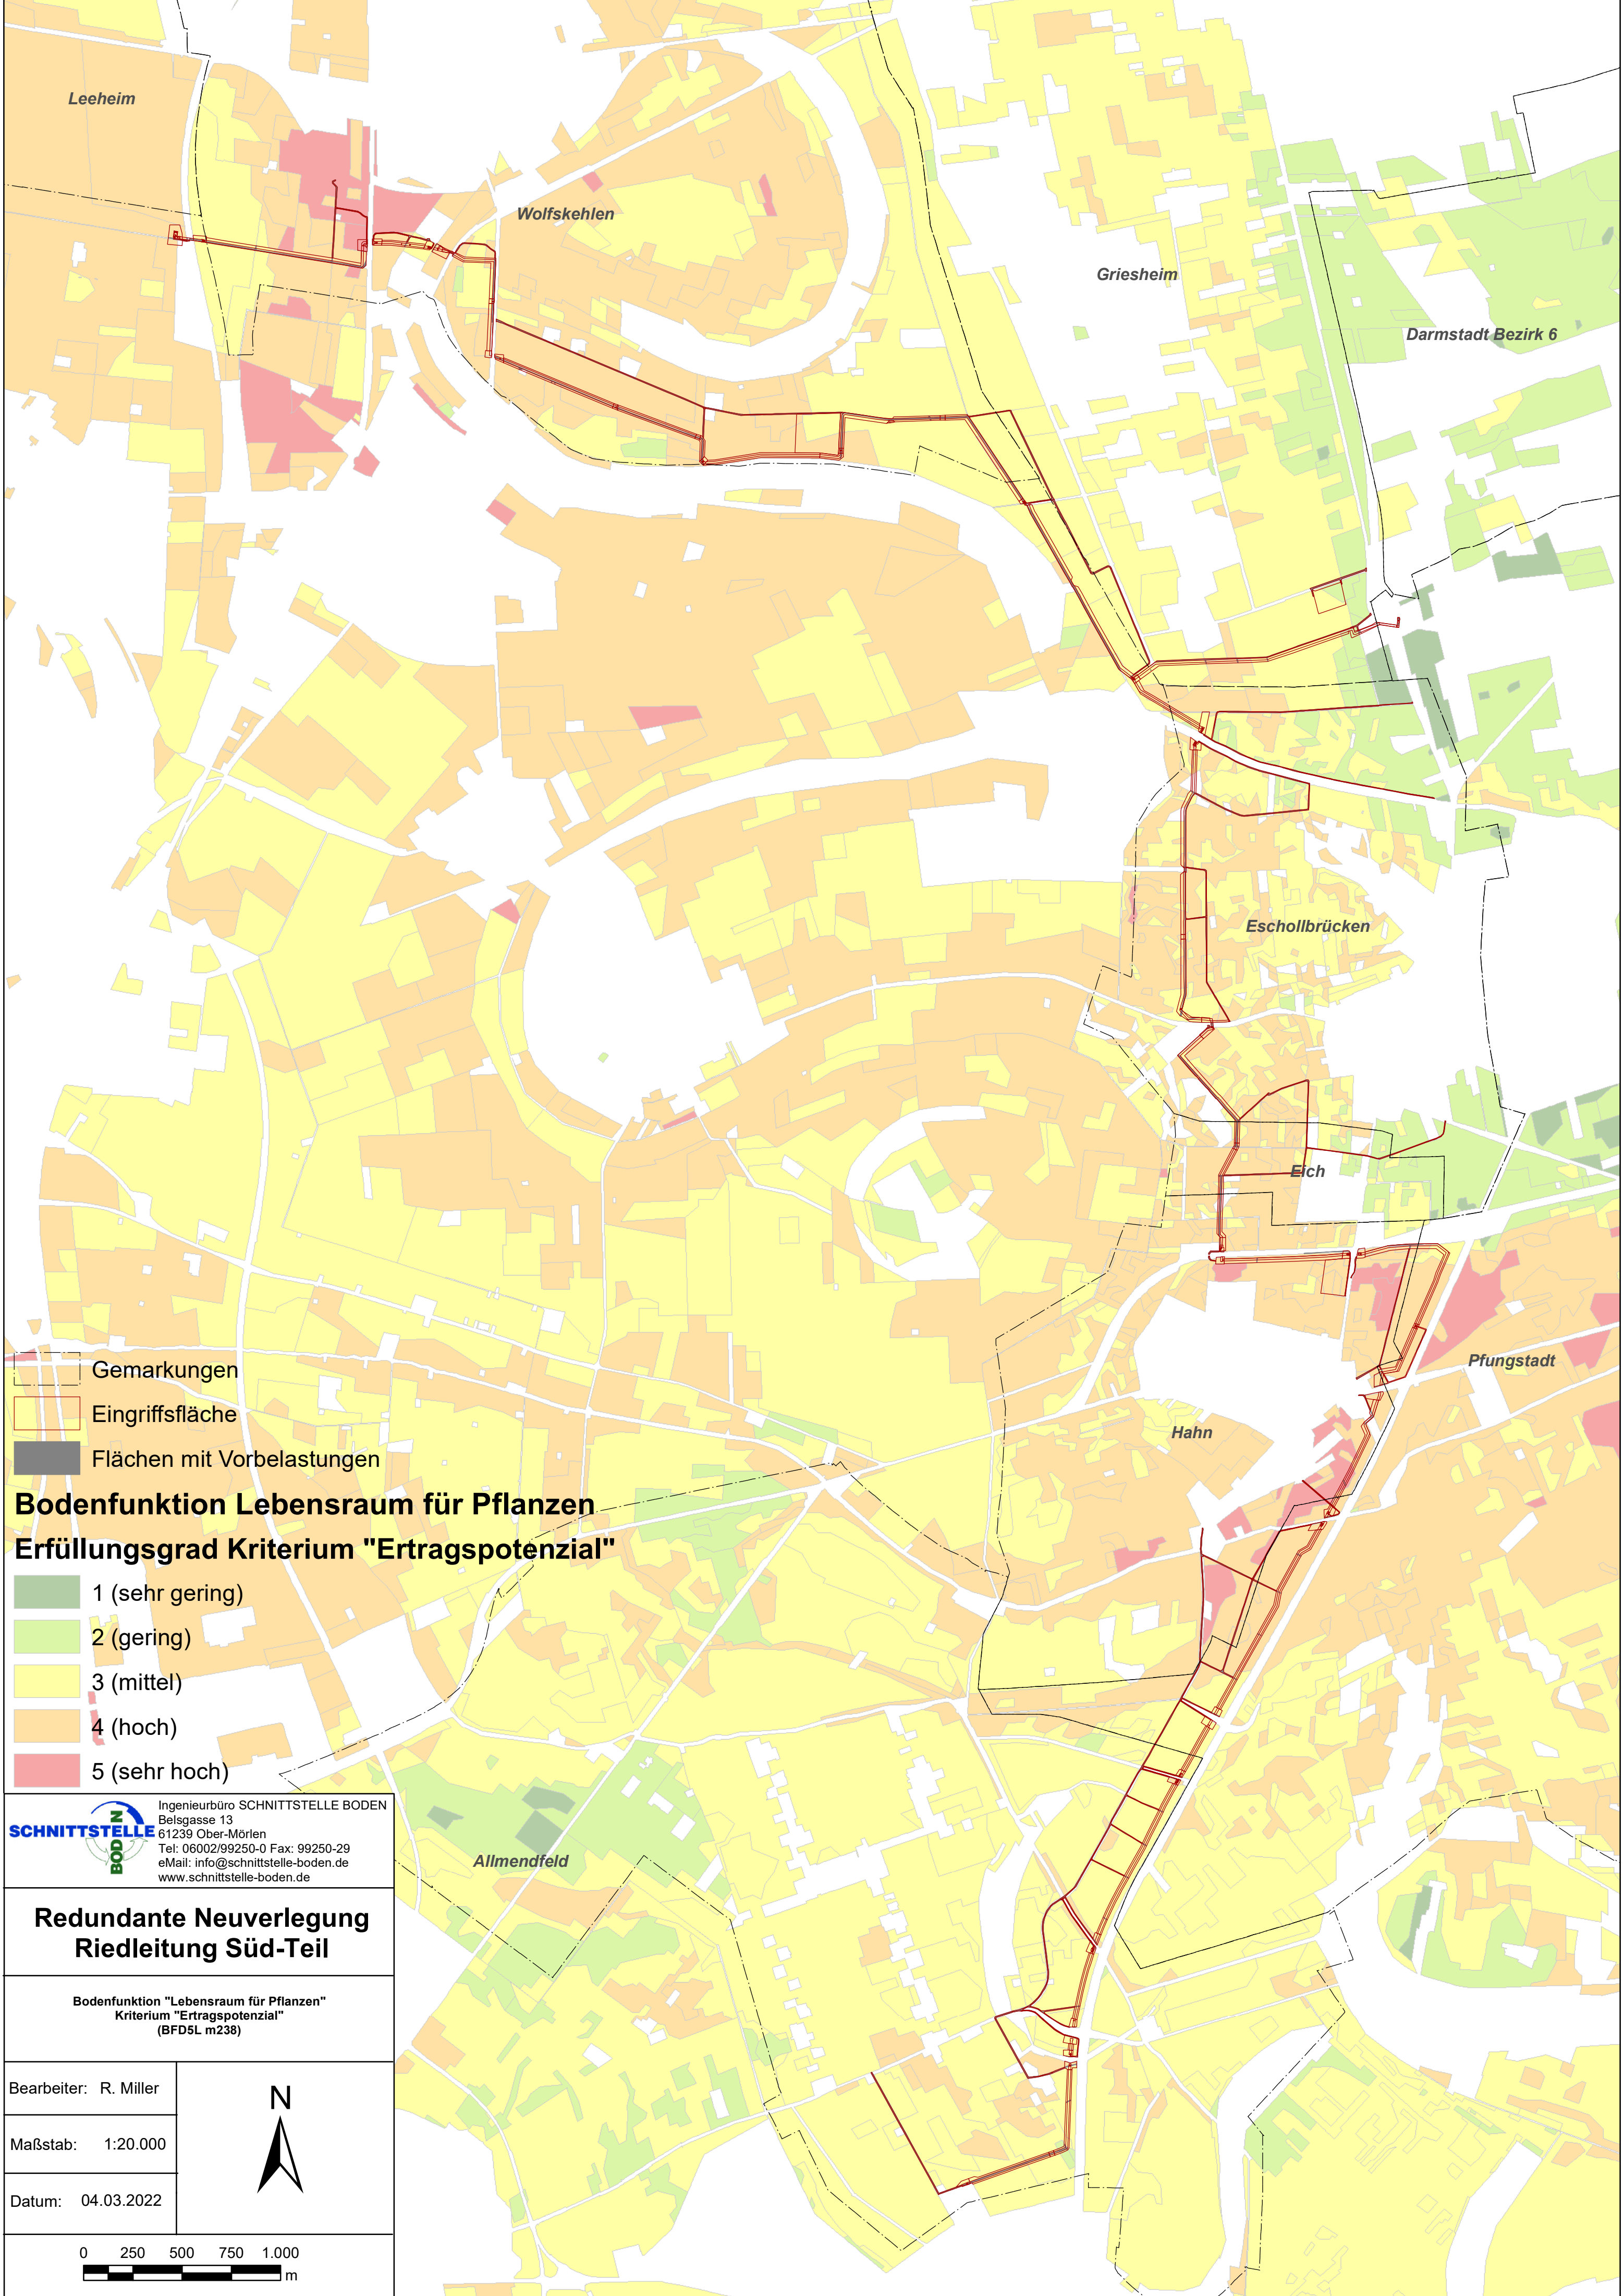 Leeheim
Wolfskehlen
Griesheim
Darmstadt Bezirk 6
Eschollbrücken
Eich
Pfungstadt
Hahn
Allmendfeld
Gemarkungen
Eingriffsfläche
Flächen mit Vorbelastungen
Bodenfunktion Lebensraum für Pflanzen
Erfüllungsgrad Kriterium "Ertragspotenzial"
1 (sehr gering)
2 (gering)
3 (mittel)
4 (hoch)
5 (sehr hoch)
SCHNITTSTELLE
BODEN
Ingenieurbüro SCHNITTSTELLE BODEN
Belsgasse 13
61239 Ober-Mörlen
Tel: 06002/99250-0 Fax: 99250-29
eMail: info@schnittstelle-boden.de
www.schnittstelle-boden.de
Redundante Neuverlegung
Riedleitung Süd-Teil
Bodenfunktion "Lebensraum für Pflanzen"
Kriterium "Ertragspotenzial"
(BFD5L m238)
Bearbeiter: R. Miller
Maßstab: 1:20.000
Datum: 04.03.2022
N
0 250 500 750 1.000
m